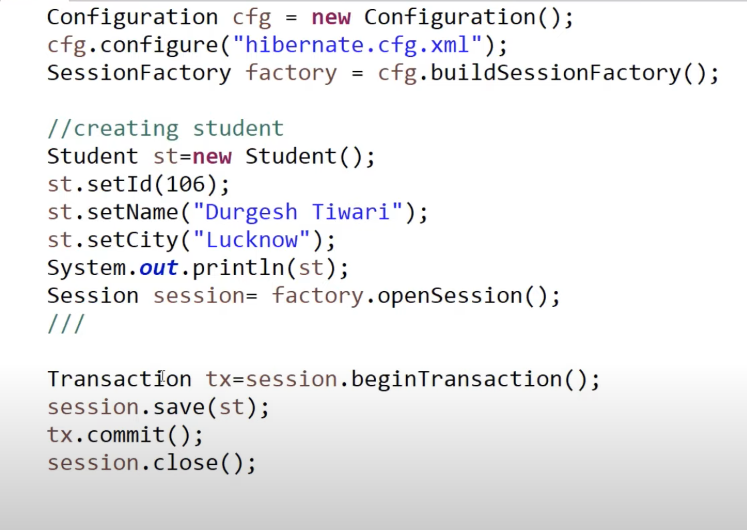 Configuration cfg = new Configuration();
cfg.configure("hibernate.cfg.xml");
SessionFactory factory = cfg.buildSessionFactory();
//creating student
Student st=new Student();
st.setId(106);
st.setName("Durgesh Tiwari");
st.setCity("Lucknow");
System.out.println(st);
Session session= factory.openSession();
///
Transaction tx=session.beginTransaction();
session.save(st);
tx.commit();
session.close();